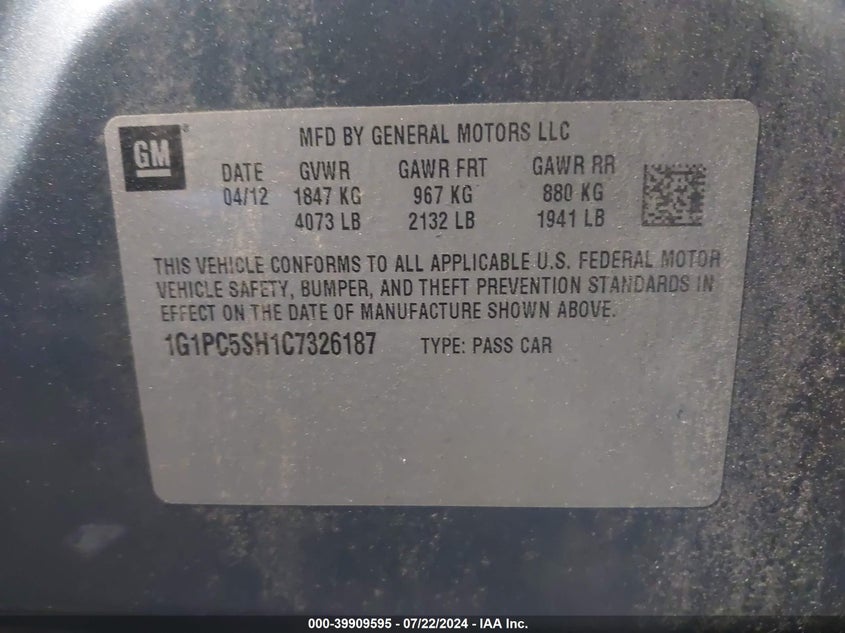 GM®
MFD BY GENERAL MOTORS LLC
DATE GVWR GAWR FRT GAWR RR
04/12 1847 KG 967 KG 880 KG
4073 LB 2132 LB 1941 LB
THIS VEHICLE CONFORMS TO ALL APPLICABLE U.S. FEDERAL MOTOR
VEHICLE SAFETY, BUMPER, AND THEFT PREVENTION STANDARDS IN
EFFECT ON THE DATE OF MANUFACTURE SHOWN ABOVE.
1G1PC5SH1C7326187 TYPE: PASS CAR
000-39909595 - 07/22/2024 - IAA Inc.